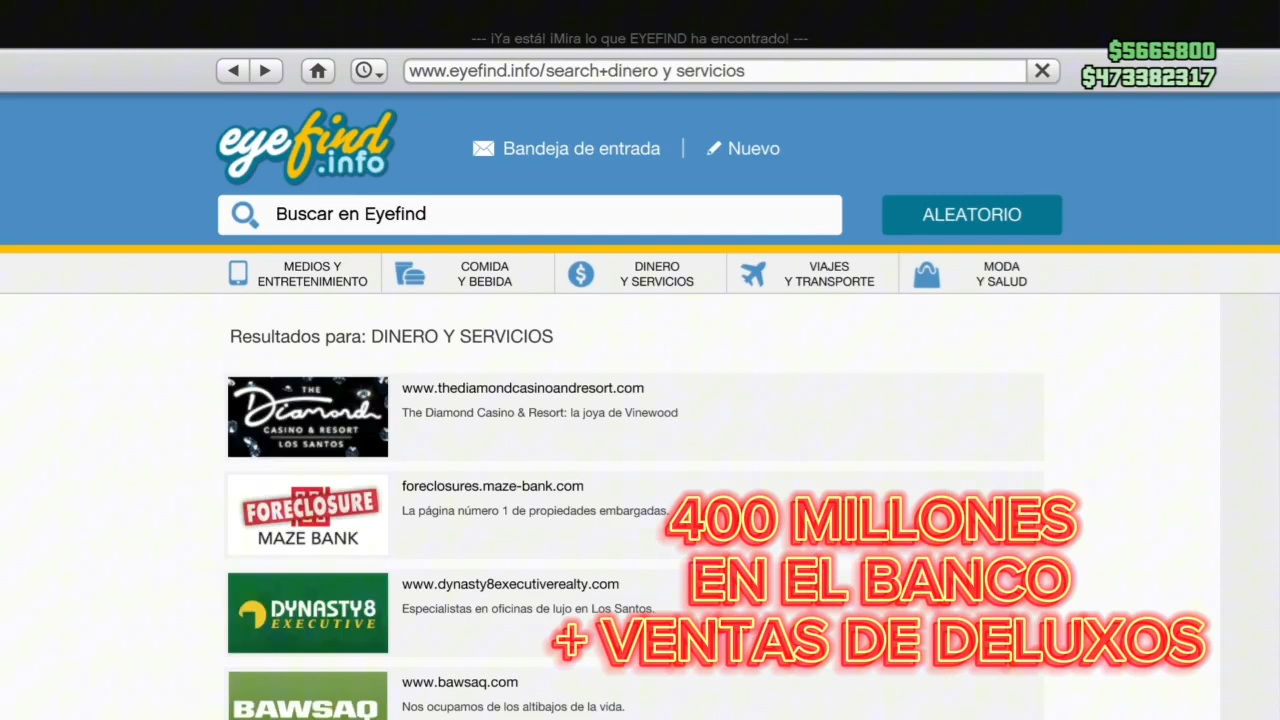 --- ¡Ya está! ¡Mira lo que EYEFIND ha encontrado! ---
$5665800
www.eyefind.info/search+dinero y servicios
$473382317
eyefind
.info
Bandeja de entrada
Nuevo
Buscar en Eyefind
ALEATORIO
MEDIOS Y
ENTRETENIMIENTO
COMIDA
Y BEBIDA
DINERO
Y SERVICIOS
VIAJES
Y TRANSPORTE
MODA
Y SALUD
Resultados para: DINERO Y SERVICIOS
THE
Diamond
CASINO & RESORT
LOS SANTOS
www.thediamondcasinoandresort.com
The Diamond Casino & Resort: la joya de Vinewood
FORECLOSURE
MAZE BANK
foreclosures.maze-bank.com
La página número 1 de propiedades embargadas.
DYNASTY8
EXECUTIVE
www.dynasty8executiverealty.com
Especialistas en oficinas de lujo en Los Santos.
BAWSAQ
www.bawsaq.com
Nos ocupamos de los altibajos de la vida.
400 MILLONES
EN EL BANCO
+ VENTAS DE DELUXOS